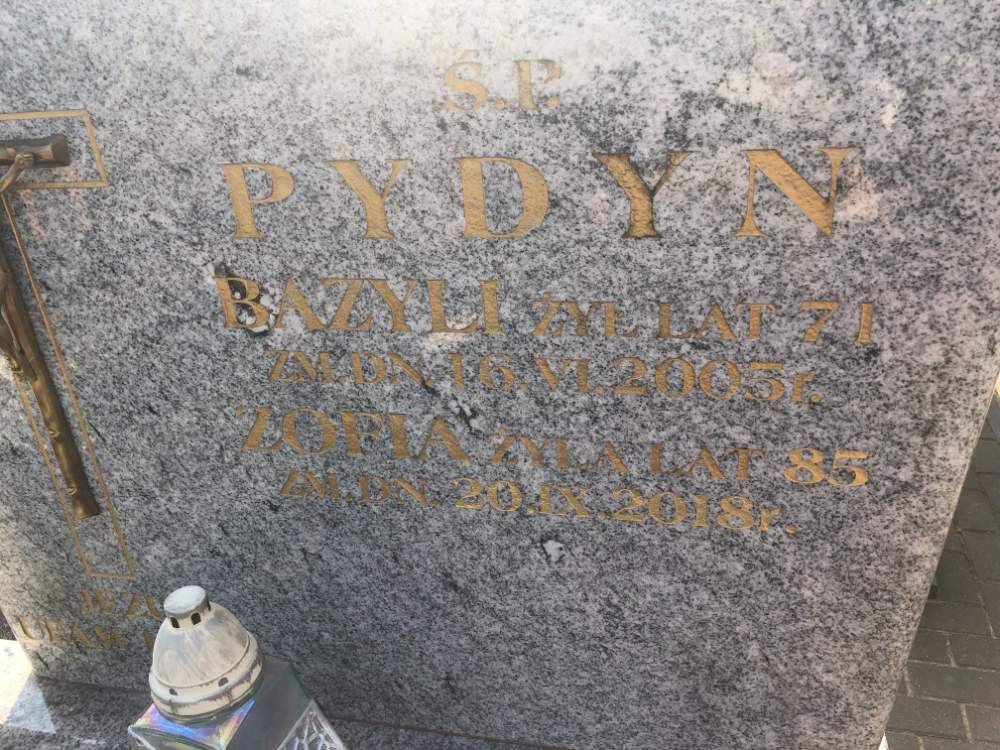 Ś.P.
PYDYN
BAZYLI ŻYŁ LAT 71
ZM.DN. 16.VI.2005r.
ZOFIA ŻYŁA LAT 85
ZM.DN. 20.IX.2018r.
UFAM